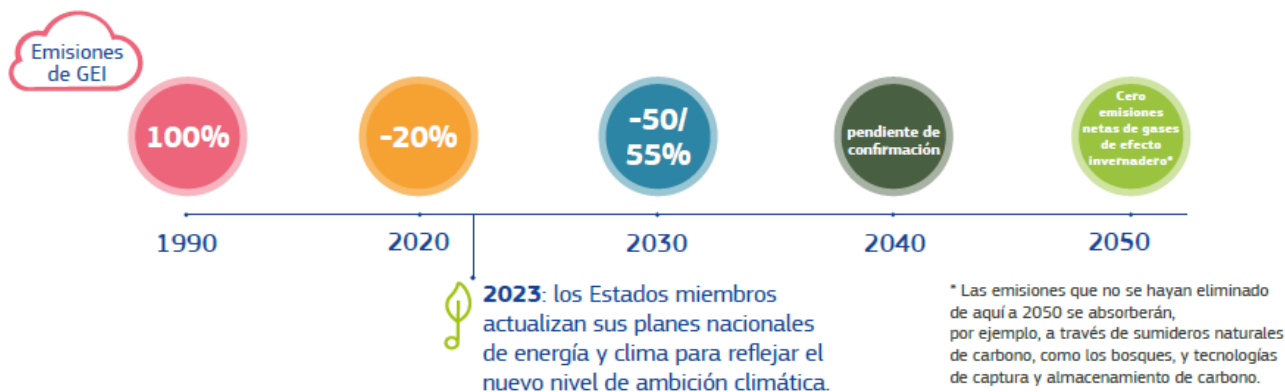 Emisiones
de GEI
100%
-20%
-50/
55%
pendiente de
confirmación
Cero
emisiones
netas de gases
de efecto
invernadero*
1990
2020
2030
2040
2050
2023: los Estados miembros
actualizan sus planes nacionales
de energía y clima para reflejar el
nuevo nivel de ambición climática.
* Las emisiones que no se hayan eliminado
de aquí a 2050 se absorberán,
por ejemplo, a través de sumideros naturales
de carbono, como los bosques, y tecnologías
de captura y almacenamiento de carbono.